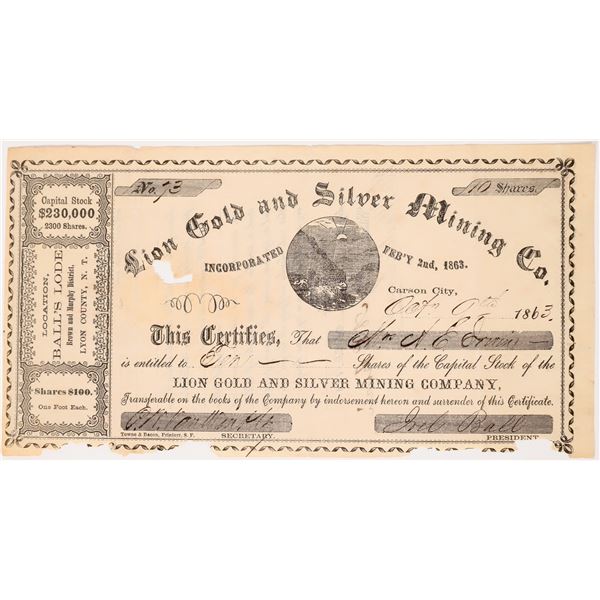 Capital Stock
$230,000
2300 Shares.
LOCATION,
BALL'S LODE
Brown and Murphy District,
LYON COUNTY, N. T.
Shares $100.
One Foot Each.
No. 73
10 Shares.
Lion Gold and Silver Mining Co.
INCORPORATED FEB'Y 2nd, 1863.
Carson City,
1863.
This Certifies, That
is entitled to Shares of the Capital Stock of the
LION GOLD AND SILVER MINING COMPANY,
Transferable on the books of the Company by indorsement hereon and surrender of this Certificate.
Ball
Towne & Bacon, Printers, S. F. SECRETARY. PRESIDENT